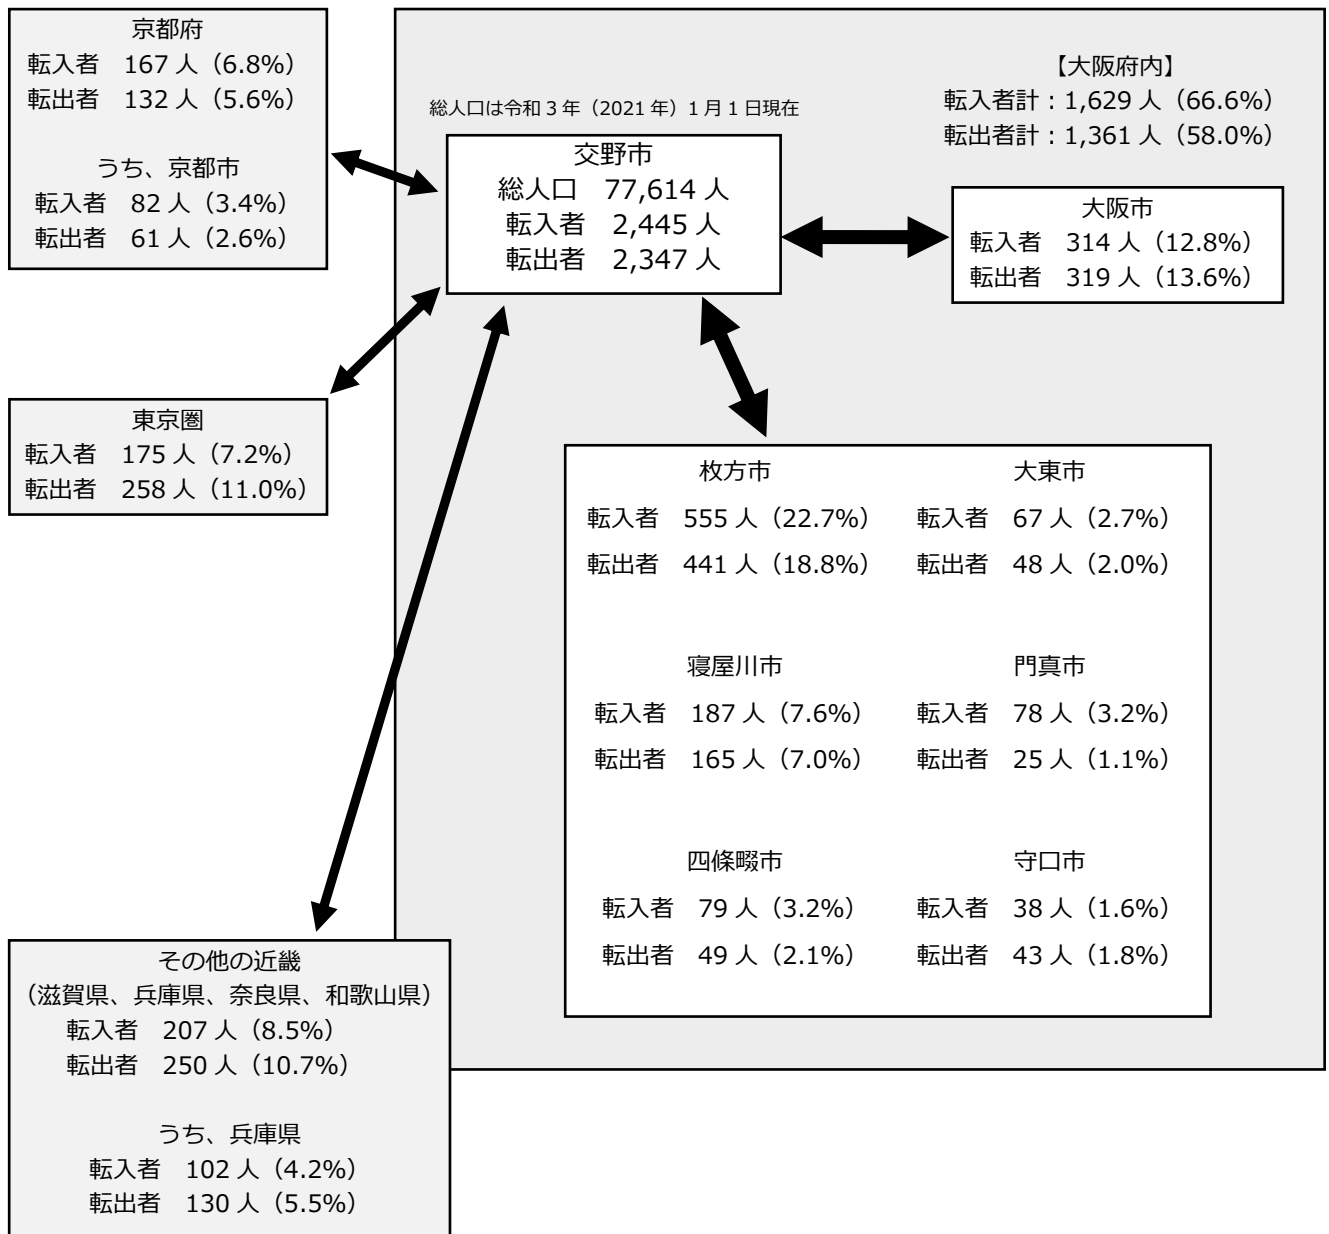 京都府
転入者　167 人（6.8%）
転出者　132 人（5.6%）
うち、京都市
転入者　82 人（3.4%）
転出者　61 人（2.6%）
【大阪府内】
転入者計：1,629 人（66.6%）
転出者計：1,361 人（58.0%）
総人口は令和 3 年（2021 年）1 月 1 日現在
交野市
総人口　77,614 人
転入者　2,445 人
転出者　2,347 人
大阪市
転入者　314 人（12.8%）
転出者　319 人（13.6%）
東京圏
転入者　175 人（7.2%）
転出者　258 人（11.0%）
枚方市
転入者　555 人（22.7%）
転出者　441 人（18.8%）
大東市
転入者　67 人（2.7%）
転出者　48 人（2.0%）
寝屋川市
転入者　187 人（7.6%）
転出者　165 人（7.0%）
門真市
転入者　78 人（3.2%）
転出者　25 人（1.1%）
四條畷市
転入者　79 人（3.2%）
転出者　49 人（2.1%）
守口市
転入者　38 人（1.6%）
転出者　43 人（1.8%）
その他の近畿
（滋賀県、兵庫県、奈良県、和歌山県）
転入者　207 人（8.5%）
転出者　250 人（10.7%）
うち、兵庫県
転入者　102 人（4.2%）
転出者　130 人（5.5%）